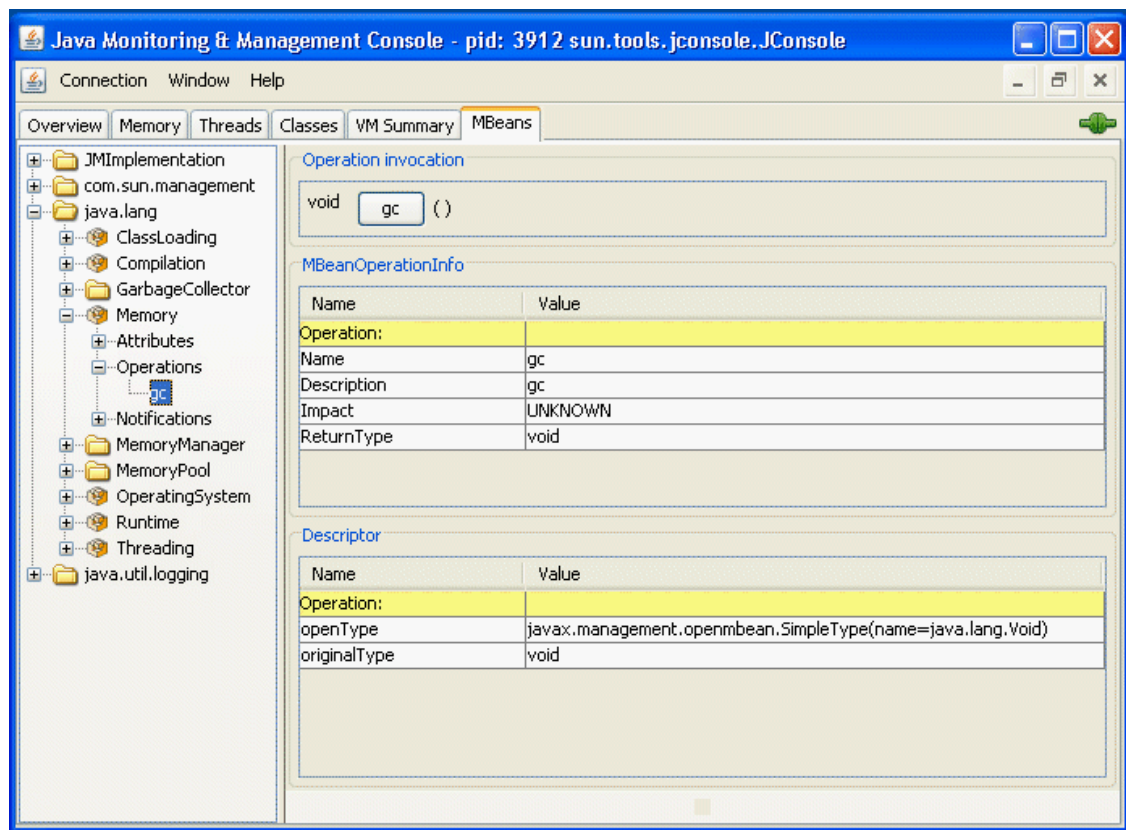 Java Monitoring & Management Console - pid: 3912 sun.tools.jconsole.JConsole
Connection Window Help
Overview Memory Threads Classes VM Summary MBeans
JMImplementation
com.sun.management
java.lang
ClassLoading
Compilation
GarbageCollector
Memory
Attributes
Operations
gc
Notifications
MemoryManager
MemoryPool
OperatingSystem
Runtime
Threading
java.util.logging
Operation invocation
void gc ( )
MBeanOperationInfo
Name Value
Operation:
Name gc
Description gc
Impact UNKNOWN
ReturnType void
Descriptor
Name Value
Operation:
openType javax.management.openmbean.SimpleType(name=java.lang.Void)
originalType void